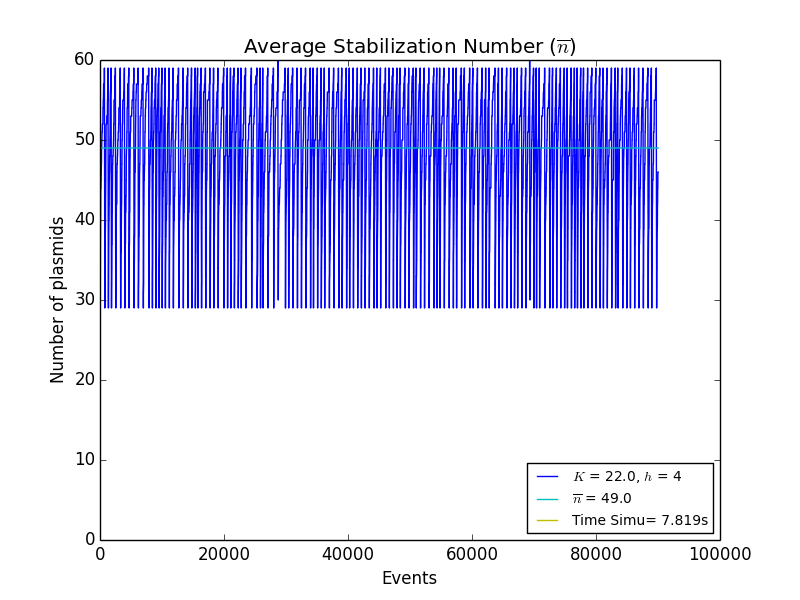 Average Stabilization Number (n̅)
60
50
40
30
20
10
0
Number of plasmids
K = 22.0, h = 4
n̅ = 49.0
Time Simu= 7.819s
0 20000 40000 60000 80000 100000
Events